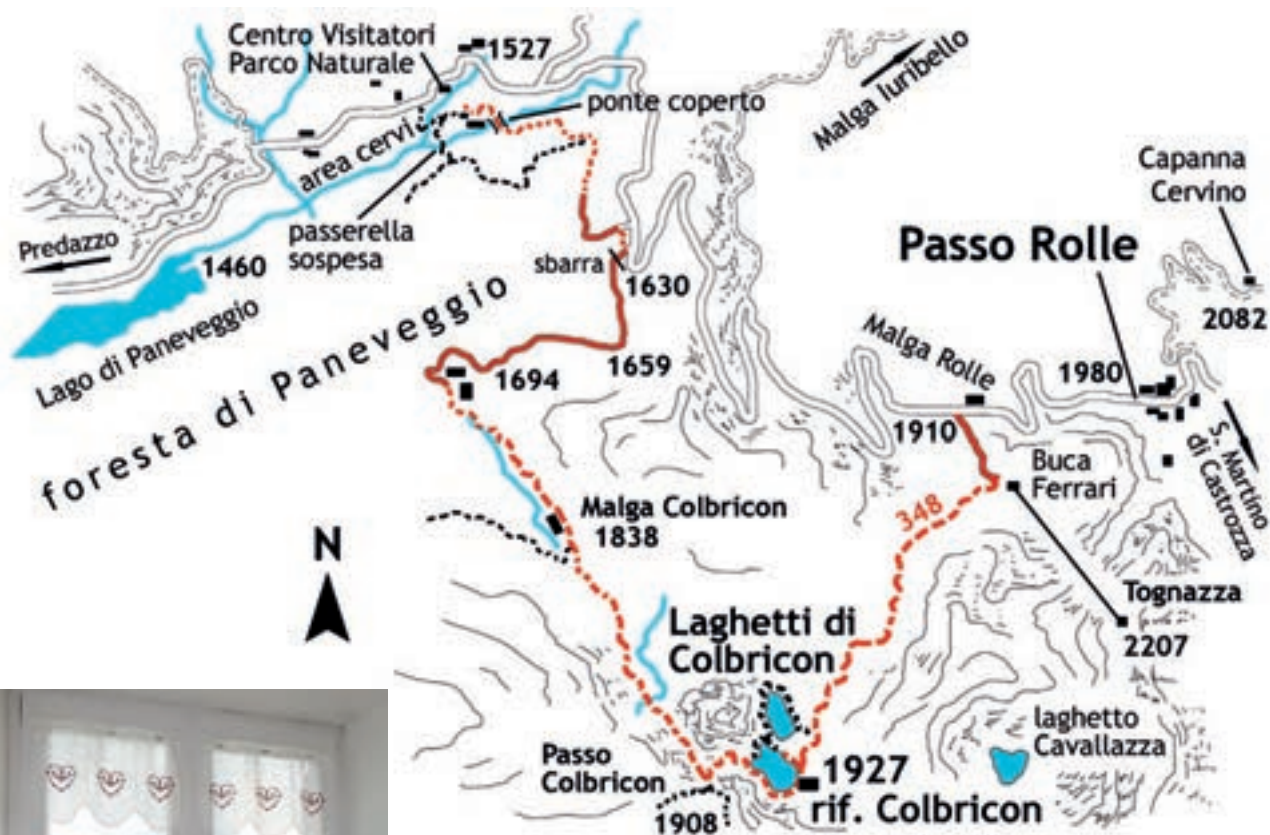 Centro Visitatori
Parco Naturale
1527
ponte coperto
Malga Iuribello
area cervi
Capanna
Cervino
Predazzo
passerella
sospesa
1460
sbarra
1630
Passo Rolle
2082
Lago di Paneveggio
foresta di Paneveggio
1659
1694
Malga Rolle
1980
1910
S. Martino
di Castrozza
Buca
Ferrari
348
Malga Colbricon
1838
N
Tognazza
2207
Laghetti di
Colbricon
laghetto
Cavallazza
Passo
Colbricon
1927
rif. Colbricon
1908